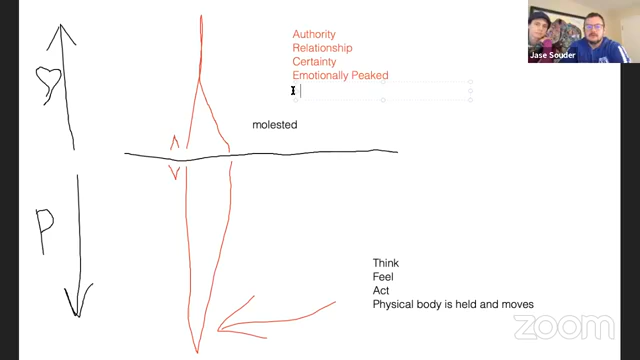 Authority
Relationship
Certainty
Emotionally Peaked
molested
P
Think
Feel
Act
Physical body is held and moves
Jase Souder
zoom